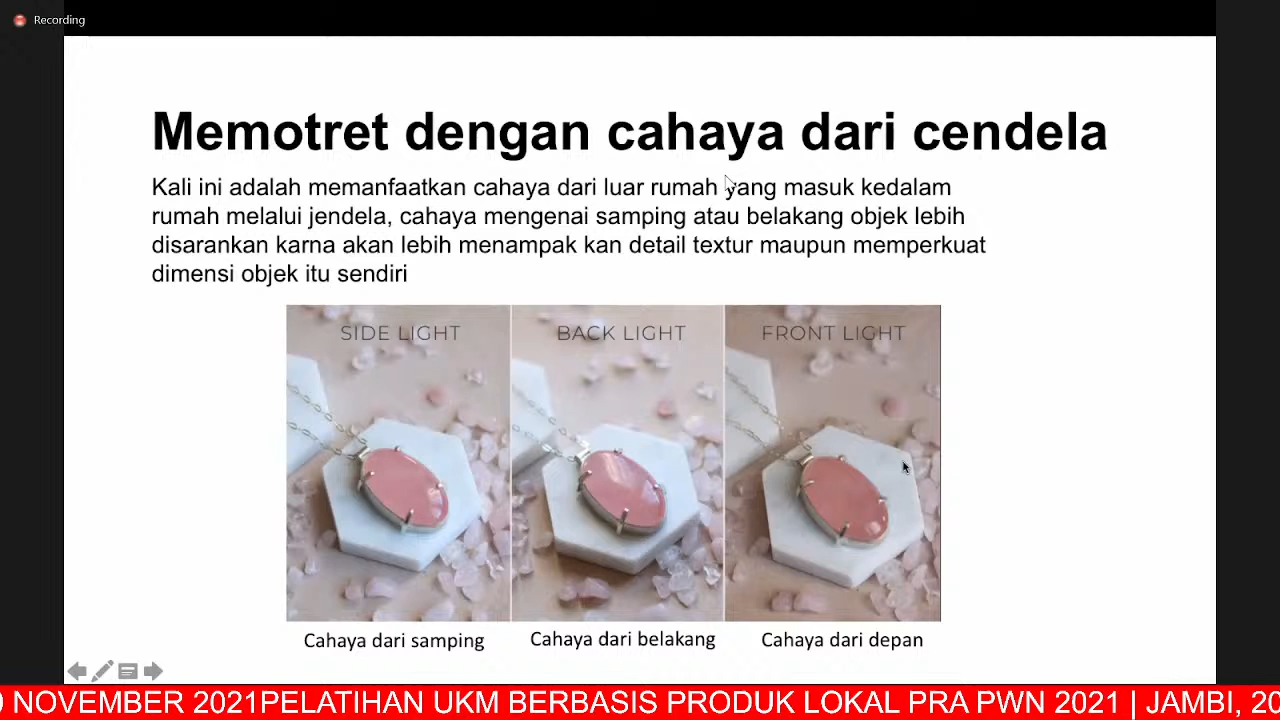 Recording
Memotret dengan cahaya dari cendela
Kali ini adalah memanfaatkan cahaya dari luar rumah yang masuk kedalam
rumah melalui jendela, cahaya mengenai samping atau belakang objek lebih
disarankan karna akan lebih menampak kan detail textur maupun memperkuat
dimensi objek itu sendiri
SIDE LIGHT BACK LIGHT FRONT LIGHT
Cahaya dari samping Cahaya dari belakang Cahaya dari depan
NOVEMBER 2021PELATIHAN UKM BERBASIS PRODUK LOKAL PRA PWN 2021 | JAMBI, 20